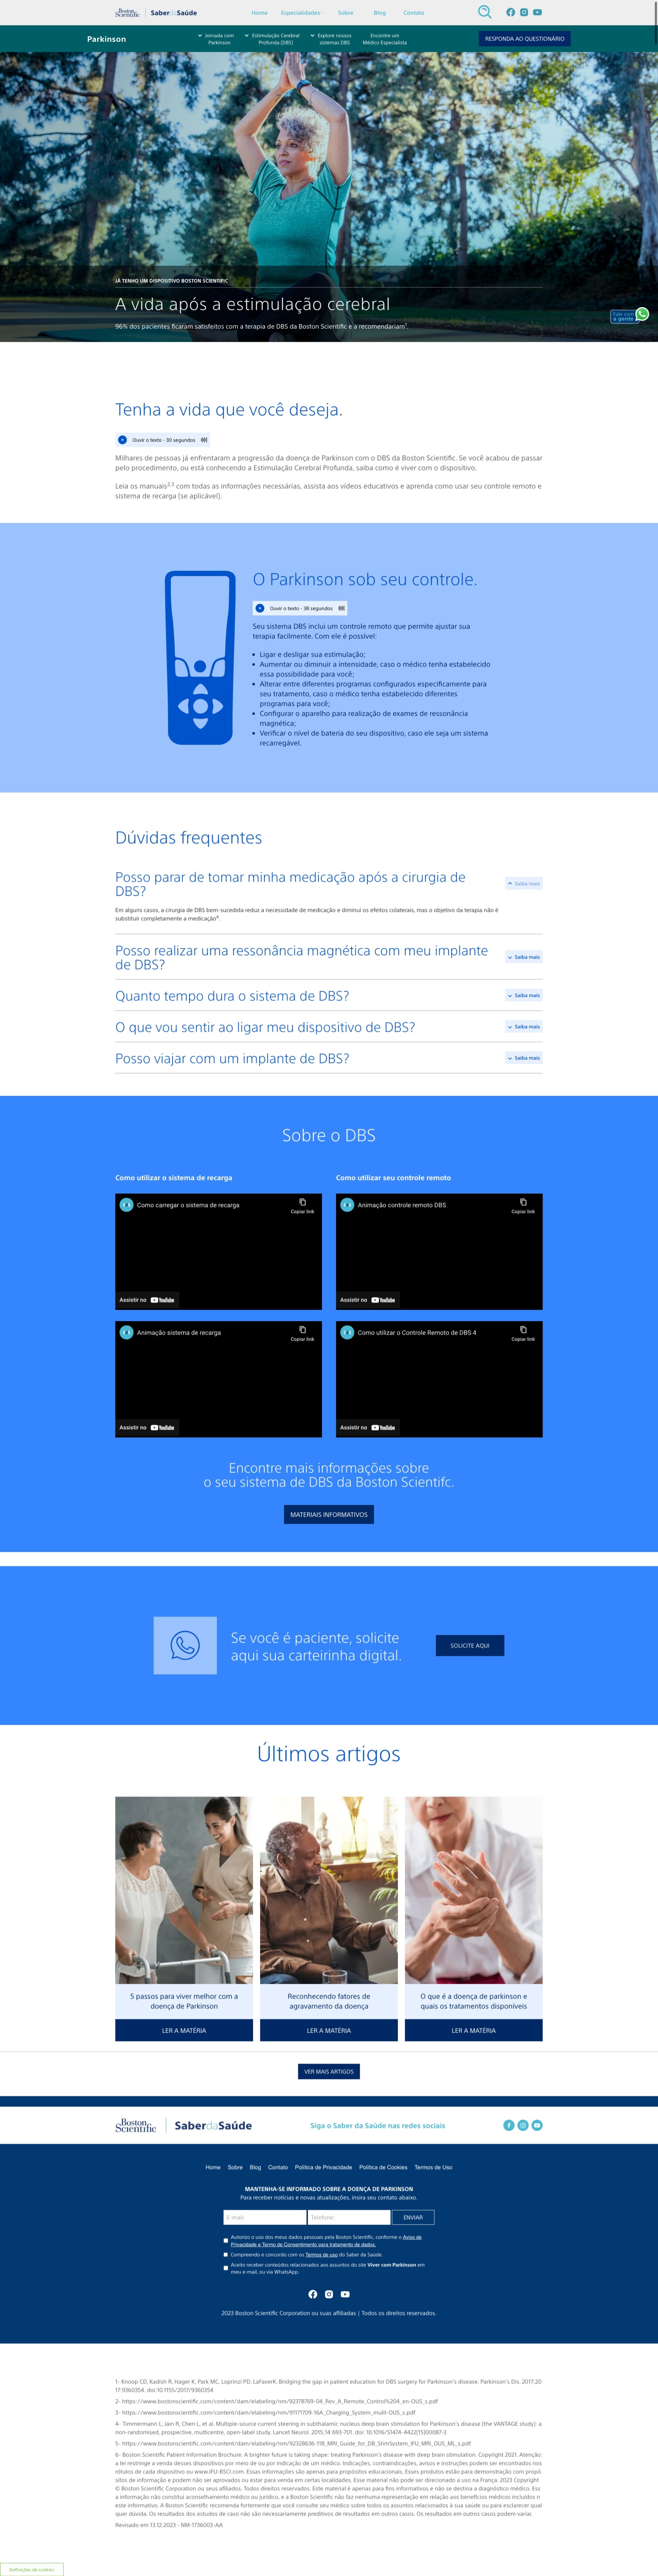 Boston Scientific SaberdaSaúde Home Especialidades Sobre Blog Contato
Parkinson
Jornada com
Parkinson
Estimulação Cerebral
Profunda (DBS)
Explore nossos
sistemas DBS
Encontre um
Médico Especialista
RESPONDA AO QUESTIONÁRIO
JÁ TENHO UM DISPOSITIVO BOSTON SCIENTIFIC
A vida após a estimulação cerebral
96% dos pacientes ficaram satisfeitos com a terapia de DBS da Boston Scientific e a recomendariam1.
Fale com
a gente
Tenha a vida que você deseja.
Ouvir o texto - 30 segundos
Milhares de pessoas já enfrentaram a progressão da doença de Parkinson com o DBS da Boston Scientific. Se você acabou de passar
pelo procedimento, ou está conhecendo a Estimulação Cerebral Profunda, saiba como é viver com o dispositivo.
Leia os manuais2,3 com todas as informações necessárias, assista aos vídeos educativos e aprenda como usar seu controle remoto e
sistema de recarga (se aplicável).
O Parkinson sob seu controle.
Ouvir o texto - 38 segundos
Seu sistema DBS inclui um controle remoto que permite ajustar sua
terapia facilmente. Com ele é possível:
• Ligar e desligar sua estimulação;
• Aumentar ou diminuir a intensidade, caso o médico tenha estabelecido
essa possibilidade para você;
• Alterar entre diferentes programas configurados especificamente para
seu tratamento, caso o médico tenha estabelecido diferentes
programas para você;
• Configurar o aparelho para realização de exames de ressonância
magnética;
• Verificar o nível de bateria do seu dispositivo, caso ele seja um sistema
recarregável.
Dúvidas frequentes
Posso parar de tomar minha medicação após a cirurgia de
DBS?
Saiba mais
Em alguns casos, a cirurgia de DBS bem-sucedida reduz a necessidade de medicação e diminui os efeitos colaterais, mas o objetivo da terapia não é
substituir completamente a medicação4.
Posso realizar uma ressonância magnética com meu implante
de DBS?
Saiba mais
Quanto tempo dura o sistema de DBS?
Saiba mais
O que vou sentir ao ligar meu dispositivo de DBS?
Saiba mais
Posso viajar com um implante de DBS?
Saiba mais
Sobre o DBS
Como utilizar o sistema de recarga
Como utilizar seu controle remoto
Como carregar o sistema de recarga
Copiar link
Assistir no YouTube
Animação controle remoto DBS
Copiar link
Assistir no YouTube
Animação sistema de recarga
Copiar link
Assistir no YouTube
Como utilizar o Controle Remoto de DBS 4
Copiar link
Assistir no YouTube
Encontre mais informações sobre
o seu sistema de DBS da Boston Scientifc.
MATERIAIS INFORMATIVOS
Se você é paciente, solicite
aqui sua carteirinha digital.
SOLICITE AQUI
Últimos artigos
5 passos para viver melhor com a
doença de Parkinson
LER A MATÉRIA
Reconhecendo fatores de
agravamento da doença
LER A MATÉRIA
O que é a doença de parkinson e
quais os tratamentos disponíveis
LER A MATÉRIA
VER MAIS ARTIGOS
Boston Scientific SaberdaSaúde
Siga o Saber da Saúde nas redes sociais
Home Sobre Blog Contato Política de Privacidade Política de Cookies Termos de Uso
MANTENHA-SE INFORMADO SOBRE A DOENÇA DE PARKINSON
Para receber notícias e novas atualizações, insira seu contato abaixo.
E-mail: Telefone: ENVIAR
Autorizo o uso dos meus dados pessoais pela Boston Scientific, conforme o Aviso de
Privacidade e Termo de Consentimento para tratamento de dados.
Compreendo e concordo com os Termos de uso do Saber da Saúde.
Aceito receber conteúdos relacionados aos assuntos do site Viver com Parkinson em
meu e-mail, ou via WhatsApp.
2023 Boston Scientific Corporation ou suas afiliadas | Todos os direitos reservados.
1- Knoop CD, Kadish R, Hager K, Park MC, Loprinzi PD, LaFaverK. Bridging the gap in patient education for DBS surgery for Parkinson's disease. Parkinson's Dis. 2017;20
17:9360354. doi:10.1155/2017/9360354
2- https://www.bostonscientific.com/content/dam/elabeling/nm/92378769-04_Rev_A_Remote_Control%204_en-OUS_s.pdf
3- https://www.bostonscientific.com/content/dam/elabeling/nm/91171709-16A_Charging_System_mulit-OUS_s.pdf
4- Timmermann L, Jain R, Chen L, et al. Multiple-source current steering in subthalamic nucleus deep brain stimulation for Parkinson's disease (the VANTAGE study): a
non-randomised, prospective, multicentre, open-label study. Lancet Neurol. 2015;14:693-701. doi: 10.1016/S1474-4422(15)00087-3
5- https://www.bostonscientific.com/content/dam/elabeling/nm/92328636-11B_MRI_Guide_for_DB_StimSystem_IFU_MRI_OUS_ML_s.pdf
6- Boston Scientific Patient Information Brochure. A brighter future is taking shape: treating Parkinson's disease with deep brain stimulation. Copyright 2021. Atenção:
a lei restringe a venda desses dispositivos por meio de ou por a indicação de um médico. Indicações, contraindicações, avisos e instruções podem ser encontrados nos
rótulos de cada dispositivo ou www.IFU-BSCI.com. Essas informações são apenas para propósitos educacionais. Esses produtos estão para demonstração com propó
sitos de informação e podem não ser aprovados ou estar para venda em certas localidades. Esse material não pode ser direcionado a uso na França. 2023 Copyright
© Boston Scientific Corporation ou seus afiliados. Todos os direitos reservados. Este material é apenas para fins informativos e não se destina a diagnóstico médico. Ess
a informação não constitui aconselhamento médico ou jurídico, e a Boston Scientific não faz nenhuma representação em relação aos benefícios médicos incluídos n
este informativo. A Boston Scientific recomenda fortemente que você consulte seu médico sobre todos os assuntos relacionados à sua saúde ou para esclarecer qual
quer dúvida. Os resultados dos estudos de caso não são necessariamente preditivos de resultados em outros casos. Os resultados em outros casos podem variar.
Revisado em 13.12.2023 - NM-1736003-AA
Definições de cookies